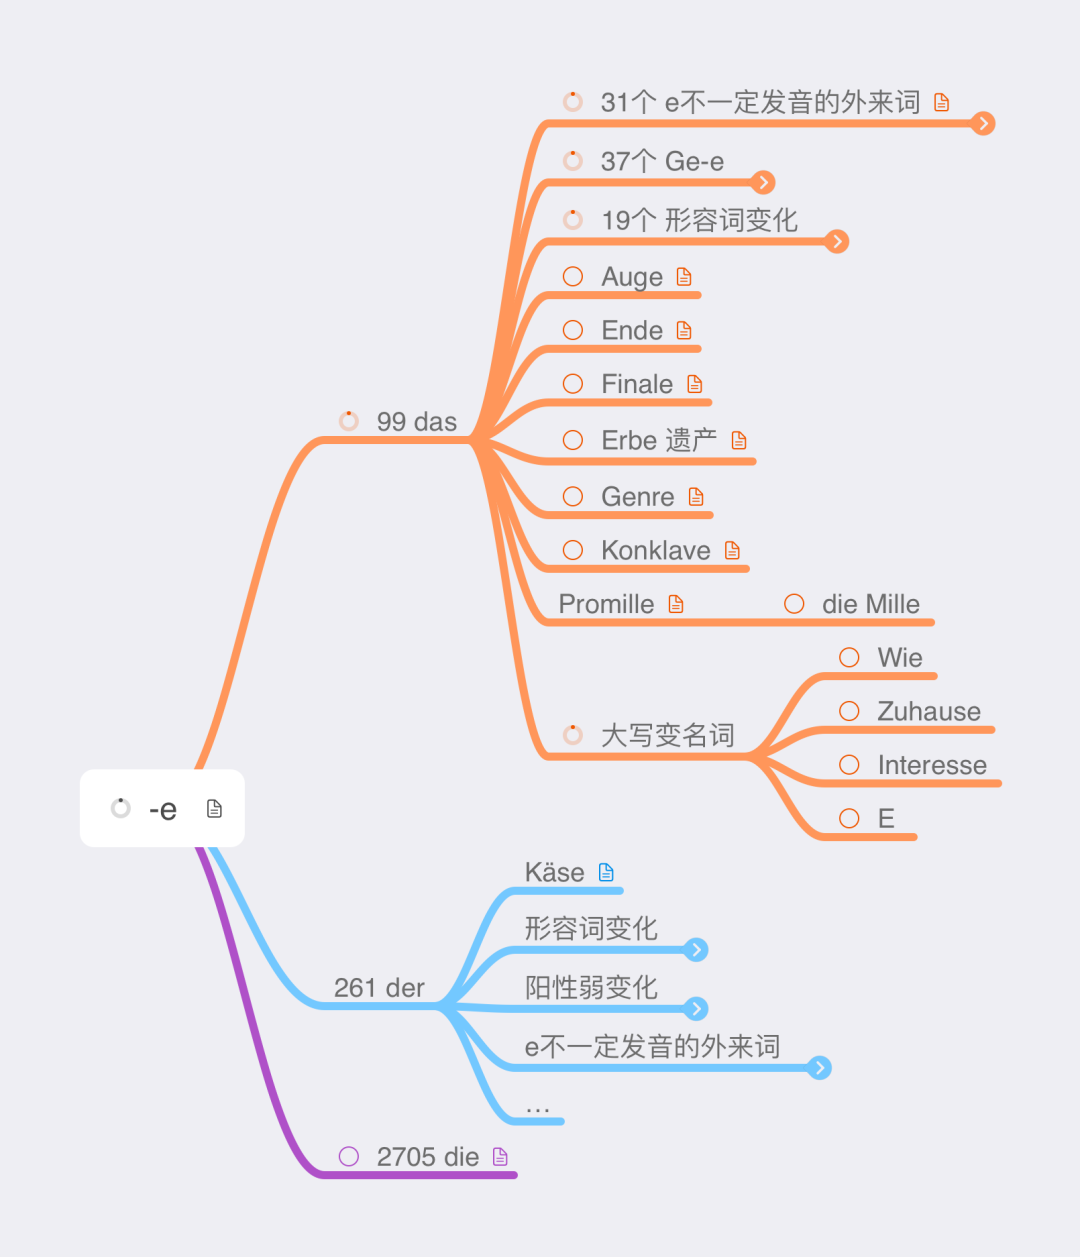 31个 e不一定发音的外来词
37个 Ge-e
19个 形容词变化
Auge
Ende
Finale
99 das
Erbe 遗产
Genre
Konklave
Promille
die Mille
Wie
Zuhause
大写变名词
Interesse
E
-e
Käse
形容词变化
261 der
阳性弱变化
e不一定发音的外来词
...
2705 die